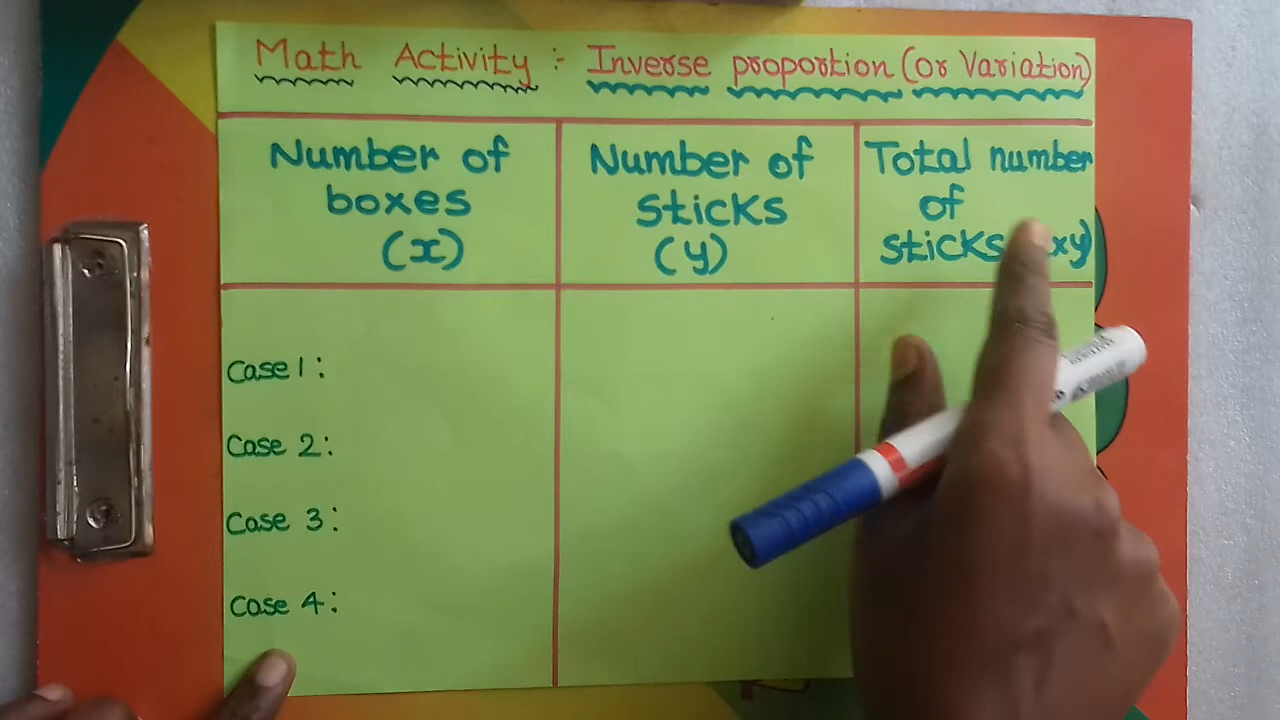 Math Activity :- Inverse proportion (or Variation)
Number of
boxes
(x)
Number of
sticks
(y)
Total number
of
sticks xy)
Case 1:
Case 2:
Case 3:
Case 4: